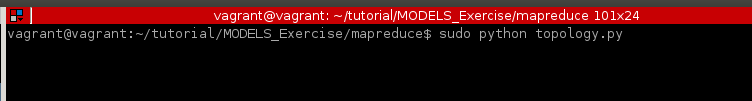 vagrant@vagrant: ~/tutorial/MODELS_Exercise/mapreduce 101x24
vagrant@vagrant:~/tutorial/MODELS_Exercise/mapreduce$ sudo python topology.py